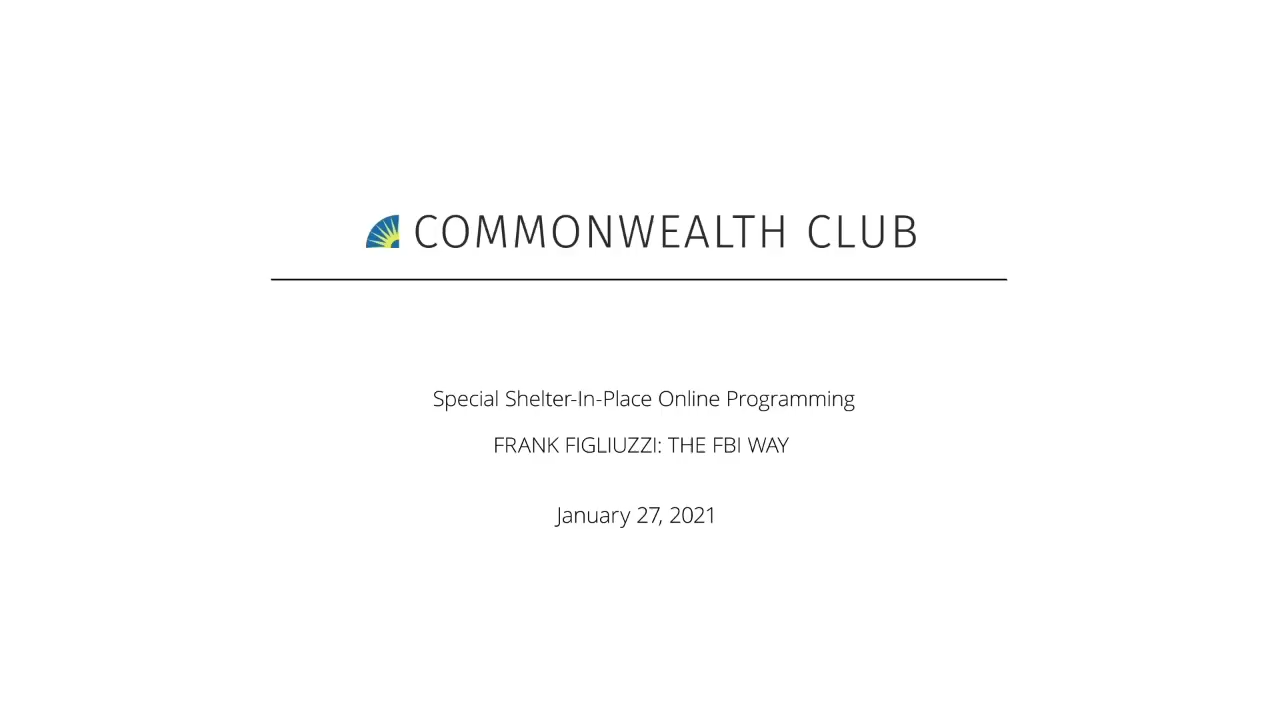 COMMONWEALTH CLUB
Special Shelter-In-Place Online Programming
FRANK FIGLIUZZI: THE FBI WAY
January 27, 2021